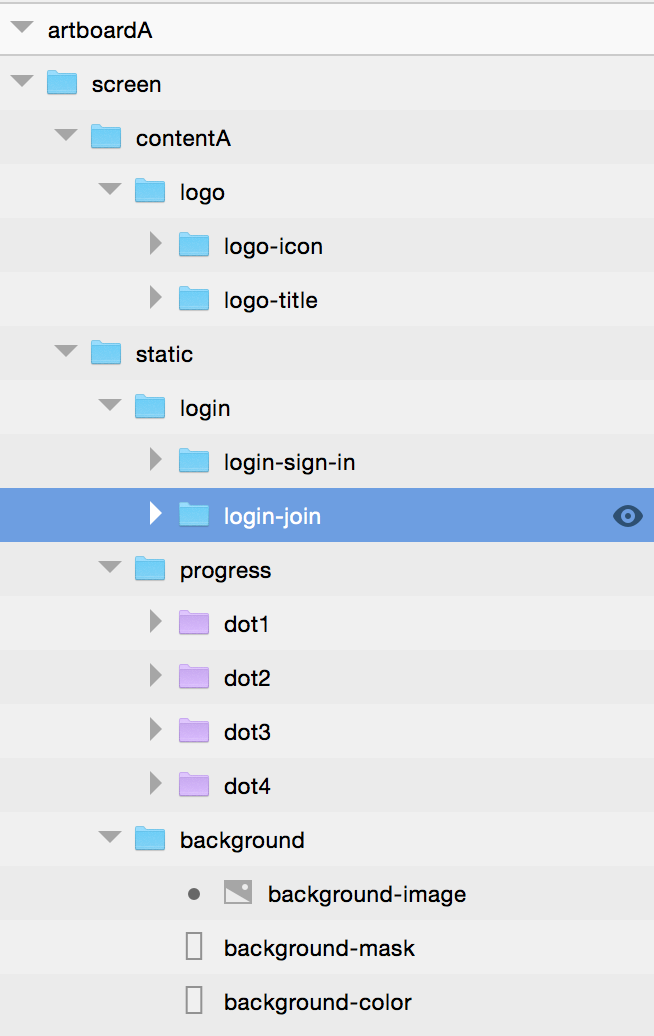 artboardA
screen
contentA
logo
logo-icon
logo-title
static
login
login-sign-in
login-join
progress
dot1
dot2
dot3
dot4
background
background-image
background-mask
background-color